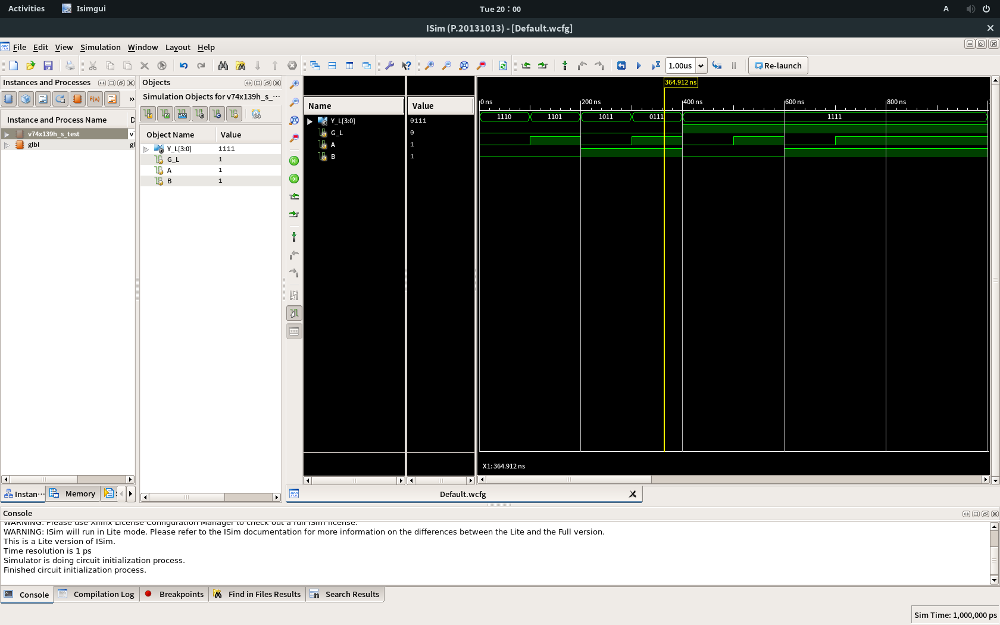 Activities Isimgui Tue 20∶00 A
ISim (P.20131013) - [Default.wcfg]
File Edit View Simulation Window Layout Help
1.00us Re-launch
Instances and Processes
Instance and Process Name D
v74x139h_s_test v7
glbl gl
Instan··· Memory
Objects
Simulation Objects for v74x139h_s_···
Object Name Value
Y_L[3:0] 1111
G_L 1
A 1
B 1
Name Value
Y_L[3:0] 0111
G_L 0
A 1
B 1
364.912 ns
0 ns 200 ns 400 ns 600 ns 800 ns
1110 1101 1011 0111 1111
X1: 364.912 ns
Default.wcfg
Console
WARNING: Please use Xilinx License Configuration Manager to check out a full ISim license.
WARNING: ISim will run in Lite mode. Please refer to the ISim documentation for more information on the differences between the Lite and the Full version.
This is a Lite version of ISim.
Time resolution is 1 ps
Simulator is doing circuit initialization process.
Finished circuit initialization process.
Console Compilation Log Breakpoints Find in Files Results Search Results
Sim Time: 1,000,000 ps